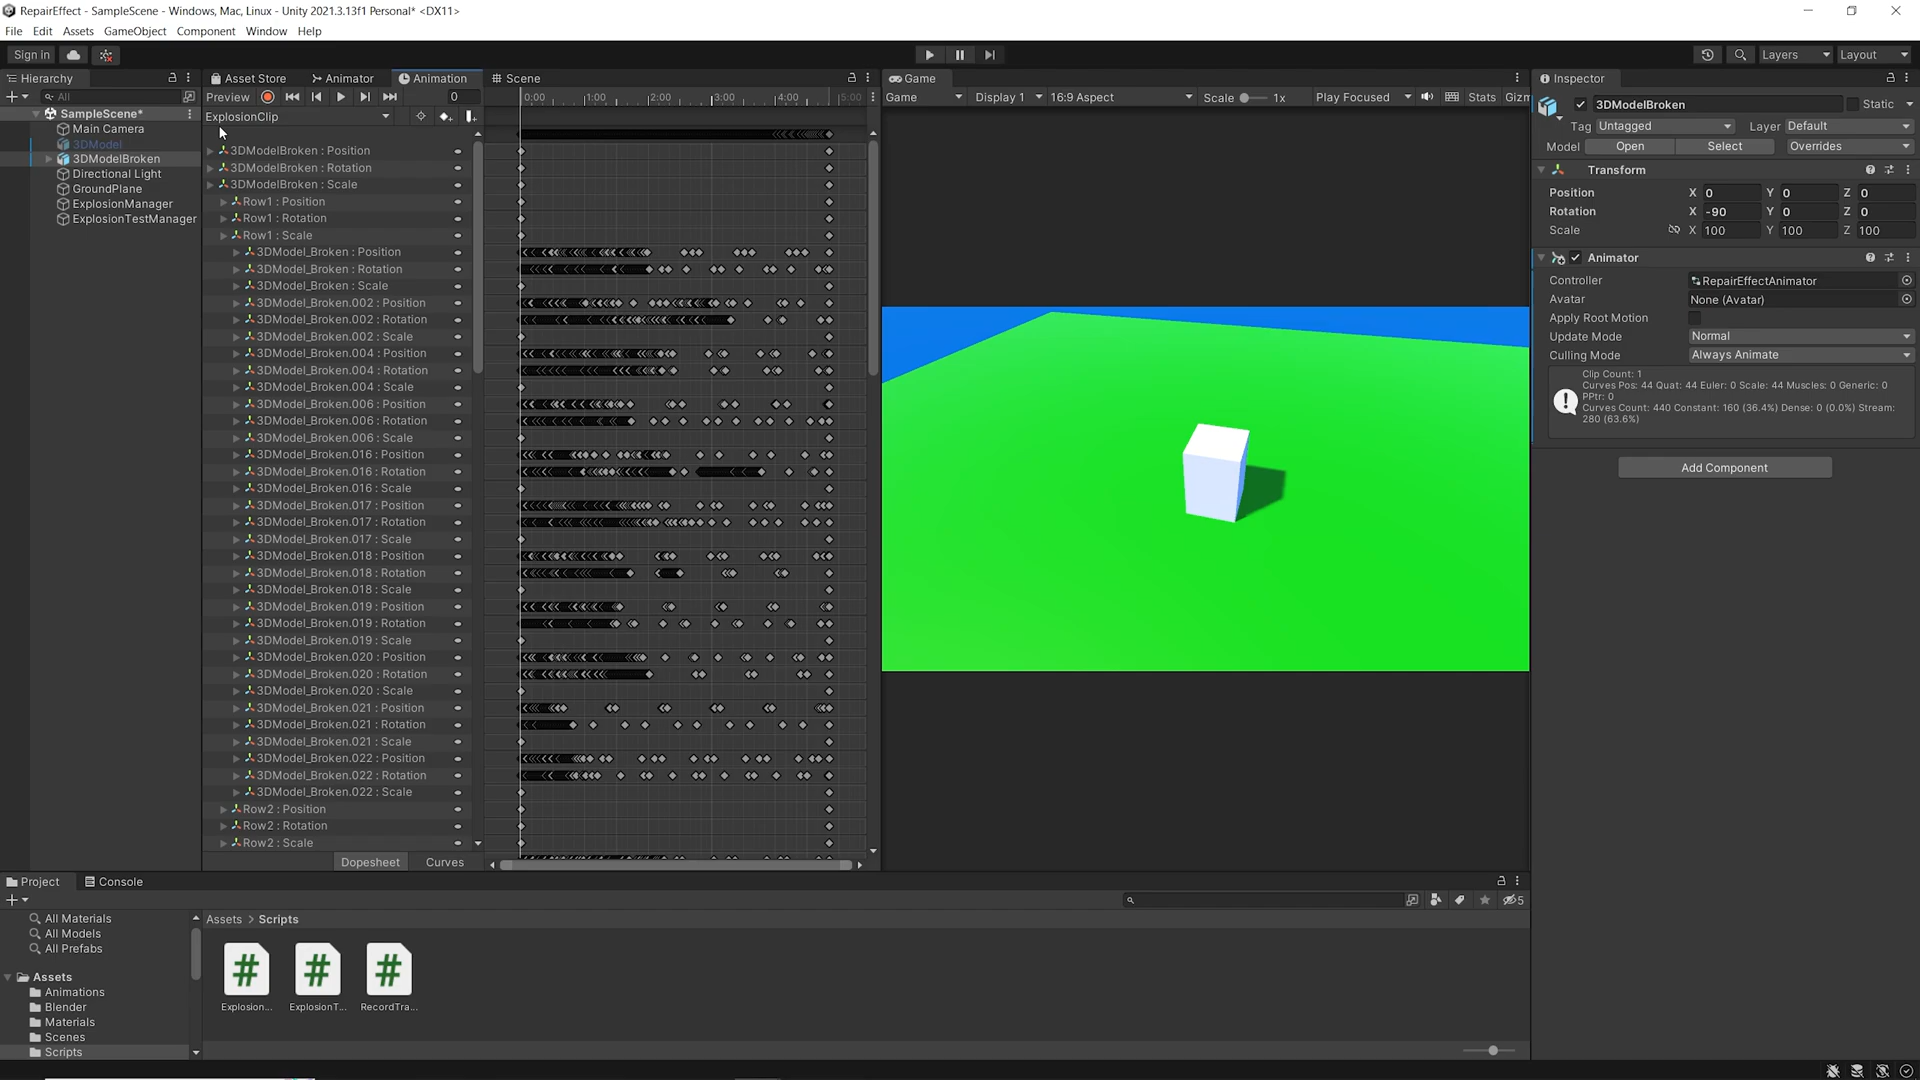 RepairEffect - SampleScene - Windows, Mac, Linux - Unity 2021.3.13f1 Personal* <DX11>
File Edit Assets GameObject Component Window Help
Sign in
Layers
Layout
Hierarchy
All
SampleScene*
Main Camera
3DModel
3DModelBroken
Directional Light
GroundPlane
ExplosionManager
ExplosionTestManager
Asset Store
Animator
Animation
Preview
0
ExplosionClip
3DModelBroken : Position
3DModelBroken : Rotation
3DModelBroken : Scale
Row1 : Position
Row1 : Rotation
Row1 : Scale
3DModel_Broken : Position
3DModel_Broken : Rotation
3DModel_Broken : Scale
3DModel_Broken.002 : Position
3DModel_Broken.002 : Rotation
3DModel_Broken.002 : Scale
3DModel_Broken.004 : Position
3DModel_Broken.004 : Rotation
3DModel_Broken.004 : Scale
3DModel_Broken.006 : Position
3DModel_Broken.006 : Rotation
3DModel_Broken.006 : Scale
3DModel_Broken.016 : Position
3DModel_Broken.016 : Rotation
3DModel_Broken.016 : Scale
3DModel_Broken.017 : Position
3DModel_Broken.017 : Rotation
3DModel_Broken.017 : Scale
3DModel_Broken.018 : Position
3DModel_Broken.018 : Rotation
3DModel_Broken.018 : Scale
3DModel_Broken.019 : Position
3DModel_Broken.019 : Rotation
3DModel_Broken.019 : Scale
3DModel_Broken.020 : Position
3DModel_Broken.020 : Rotation
3DModel_Broken.020 : Scale
3DModel_Broken.021 : Position
3DModel_Broken.021 : Rotation
3DModel_Broken.021 : Scale
3DModel_Broken.022 : Position
3DModel_Broken.022 : Rotation
3DModel_Broken.022 : Scale
Row2 : Position
Row2 : Rotation
Row2 : Scale
Dopesheet
Curves
Scene
0:00 1:00 2:00 3:00 4:00 5:00
Game
Game Display 1 16:9 Aspect Scale 1x Play Focused Stats Gizm
Inspector
3DModelBroken Static
Tag Untagged Layer Default
Model Open Select Overrides
Transform
Position X 0 Y 0 Z 0
Rotation X -90 Y 0 Z 0
Scale X 100 Y 100 Z 100
Animator
Controller RepairEffectAnimator
Avatar None (Avatar)
Apply Root Motion
Update Mode Normal
Culling Mode Always Animate
Clip Count: 1
Curves Pos: 44 Quat: 44 Euler: 0 Scale: 44 Muscles: 0 Generic: 0
PPtr: 0
Curves Count: 440 Constant: 160 (36.4%) Dense: 0 (0.0%) Stream:
280 (63.6%)
Add Component
Project
Console
5
All Materials
All Models
All Prefabs
Assets
Animations
Blender
Materials
Scenes
Scripts
Assets > Scripts
Explosion...
ExplosionT...
RecordTra...